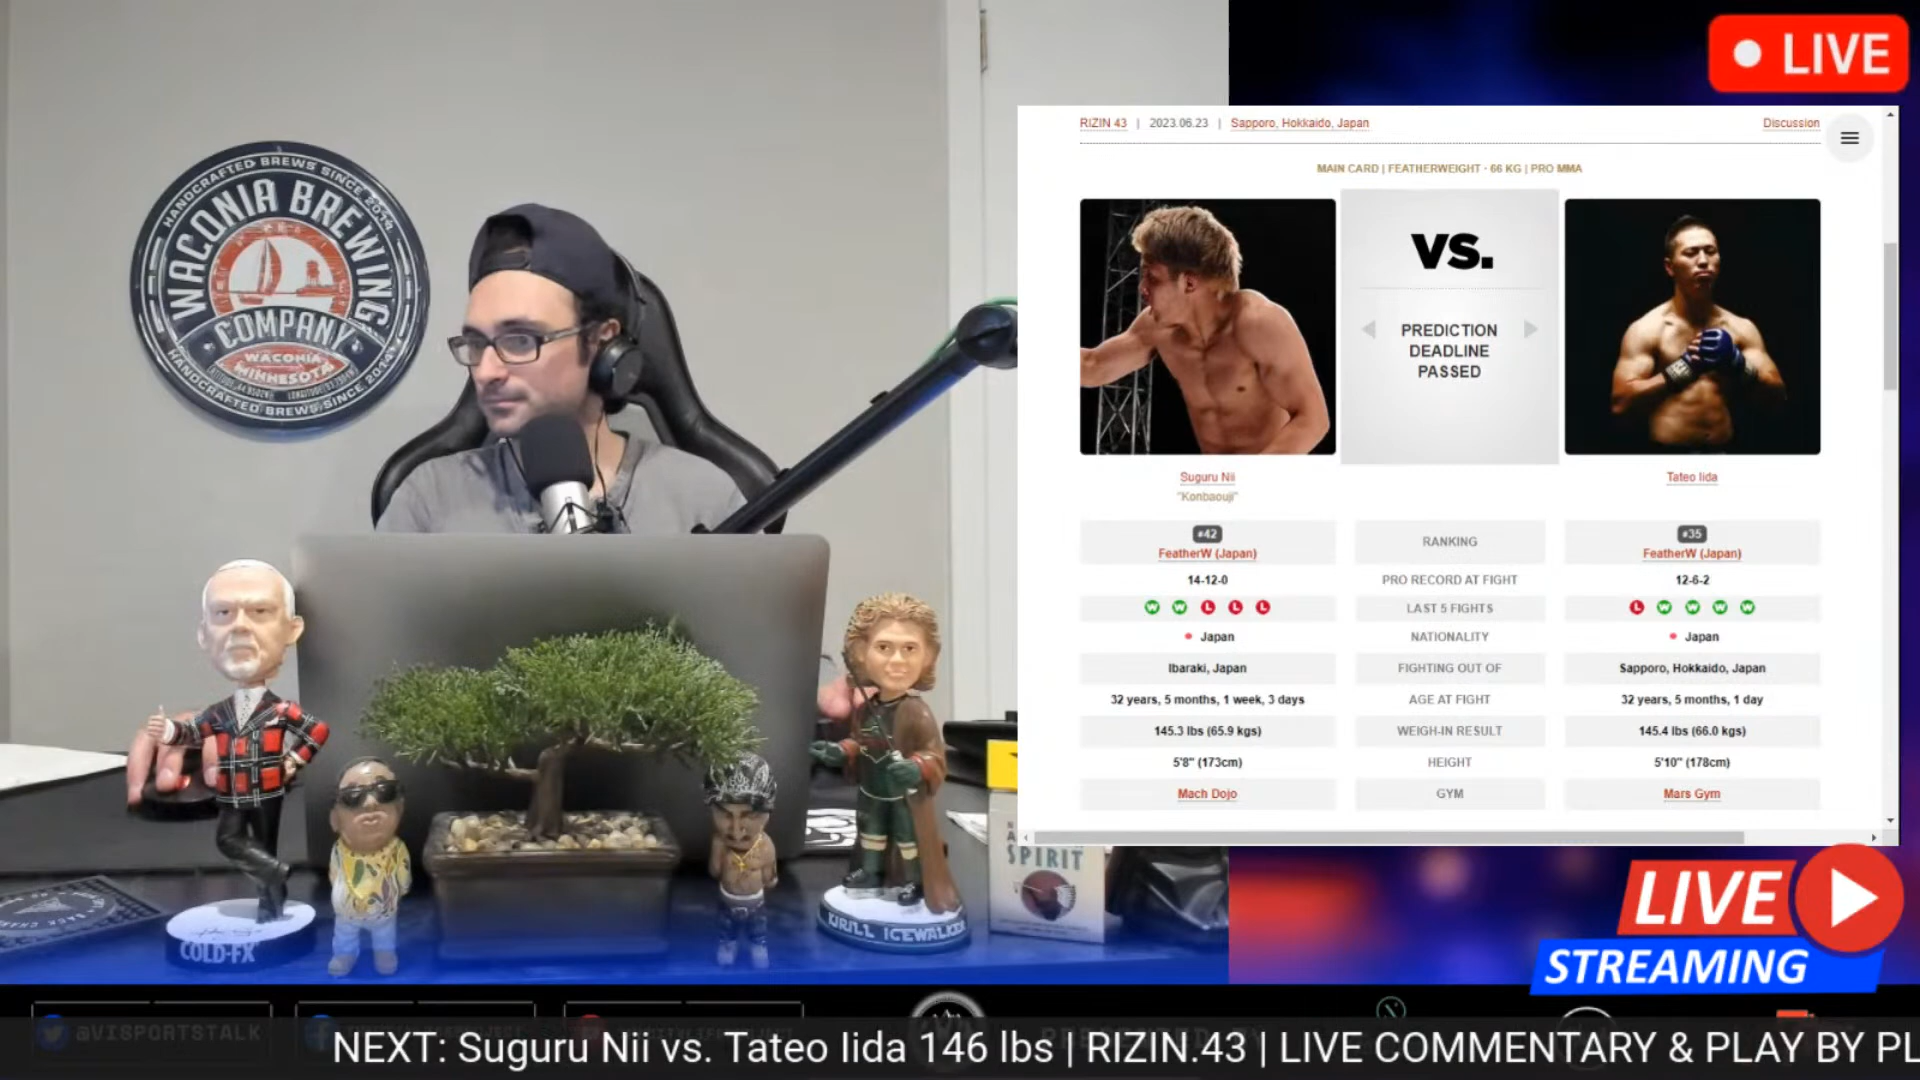 LIVE
RIZIN 43 | 2023.06.23 | Sapporo, Hokkaido, Japan
Discussion
MAIN CARD | FEATHERWEIGHT · 66 KG | PRO MMA
VS.
PREDICTION
DEADLINE
PASSED
Suguru Nii
"Konbaouji"
Tateo Iida
#42
FeatherW (Japan)
RANKING
#35
FeatherW (Japan)
14-12-0 PRO RECORD AT FIGHT 12-6-2
W W L L L LAST 5 FIGHTS L W W W W
Japan NATIONALITY Japan
Ibaraki, Japan FIGHTING OUT OF Sapporo, Hokkaido, Japan
32 years, 5 months, 1 week, 3 days AGE AT FIGHT 32 years, 5 months, 1 day
145.3 lbs (65.9 kgs) WEIGH-IN RESULT 145.4 lbs (66.0 kgs)
5'8" (173cm) HEIGHT 5'10" (178cm)
Mach Dojo GYM Mars Gym
HANDCRAFTED BREWS SINCE 2014
WACONIA BREWING
COMPANY
WACONIA
MINNESOTA
HANDCRAFTED BREWS SINCE 2014
SPIRIT
COLD-FX
KIRILL ICEWALKER
LIVE
STREAMING
@VISPORTSTALK
NEXT: Suguru Nii vs. Tateo Iida 146 lbs | RIZIN.43 | LIVE COMMENTARY & PLAY BY PL